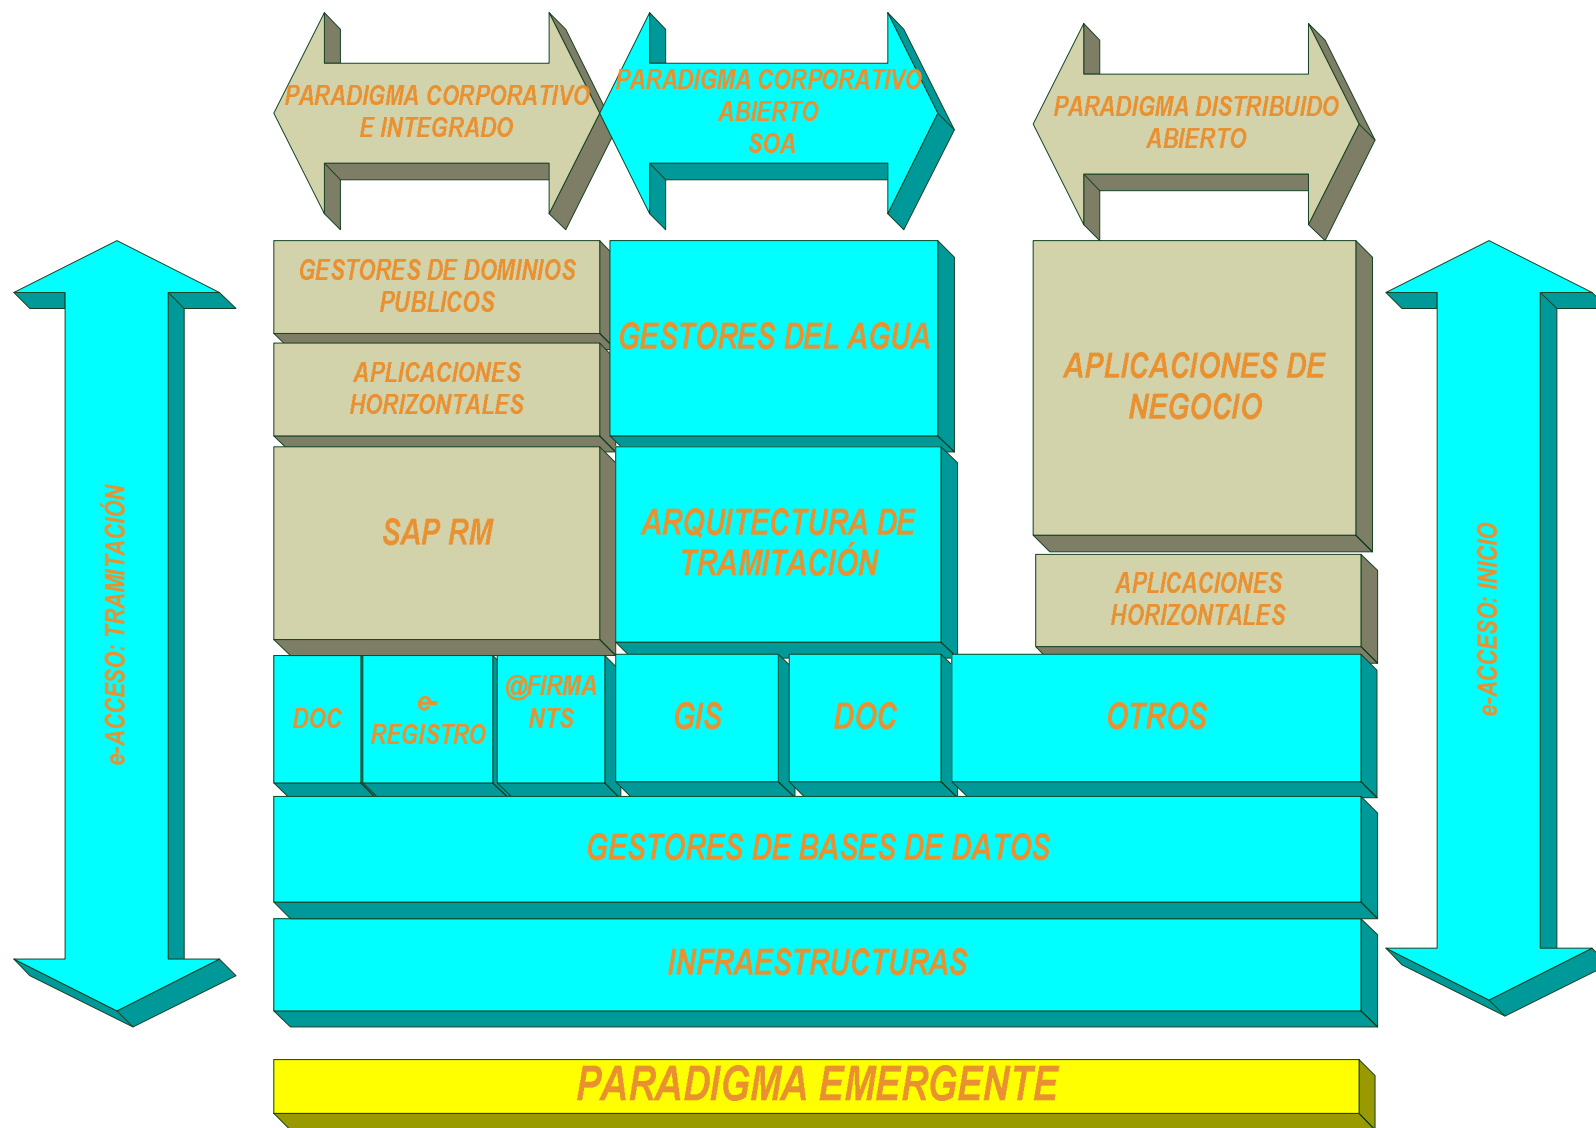 PARADIGMA CORPORATIVO
E INTEGRADO
PARADIGMA CORPORATIVO
ABIERTO
SOA
PARADIGMA DISTRIBUIDO
ABIERTO
GESTORES DE DOMINIOS
PUBLICOS
GESTORES DEL AGUA
APLICACIONES DE
NEGOCIO
APLICACIONES
HORIZONTALES
SAP RM
ARQUITECTURA DE
TRAMITACIÓN
APLICACIONES
HORIZONTALES
e-ACCESO: TRAMITACIÓN
e-ACCESO: INICIO
DOC
e-
REGISTRO
@FIRMA
NTS
GIS
DOC
OTROS
GESTORES DE BASES DE DATOS
INFRAESTRUCTURAS
PARADIGMA EMERGENTE